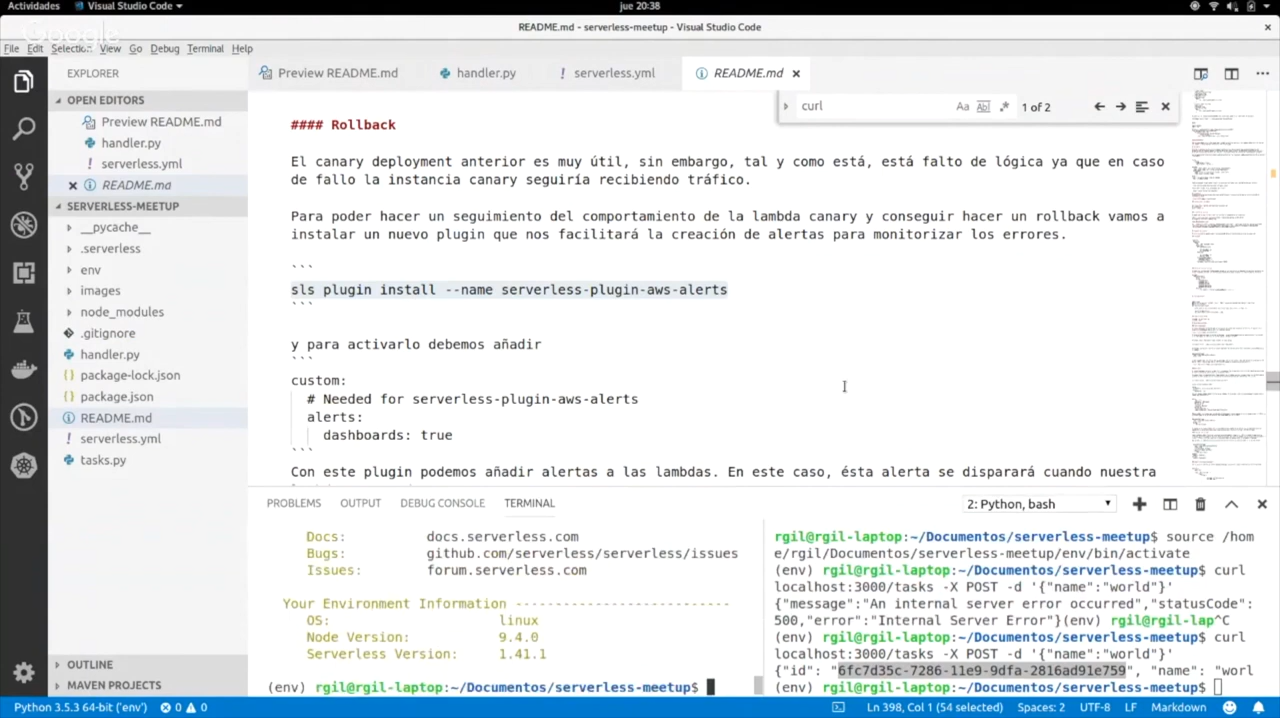 Actividades
Visual Studio Code
jue 20:38
README.md - serverless-meetup - Visual Studio Code
File Edit Selection View Go Debug Terminal Help
EXPLORER
OPEN EDITORS
Preview README.md
handler.py
serverless.yml
README.md
SERVERLESS-MEETUP
__pycache__
.serverless
env
images
node_modules
.gitignore
handler.py
package-lock.json
package.json
README.md
serverless.yml
OUTLINE
MAVEN PROJECTS
Preview README.md
handler.py
serverless.yml
README.md
curl
1 of 2
#### Rollback
El canary deployment anterior es muy útil, sin embargo, tal y como está no es lógica ya que en caso
de error la instancia canario seguirá recibiendo tráfico.
Para poder hacer un seguimiento del comportamiento de la lambda canario conseguir hacer un rollback vamos a
instalar un plugin que nos facilitará la creación de alertas para monitorizar los errores.
```
sls plugin install --name serverless-plugin-aws-alerts
```
y para activarlo debemos añadir
```
custom:
# Used for serverless-plugin-aws-alerts
alerts:
dashboards: true
```
Con este plugin podemos añadir alertas a las lambdas. En este caso, esta alerta se disparará cuando nuestra
PROBLEMS OUTPUT DEBUG CONSOLE TERMINAL
2: Python, bash
Docs: docs.serverless.com
Bugs: github.com/serverless/serverless/issues
Issues: forum.serverless.com
Your Environment Information ---------------------------
OS: linux
Node Version: 9.4.0
Serverless Version: 1.41.1
(env) rgil@rgil-laptop:~/Documentos/serverless-meetup$
rgil@rgil-laptop:~/Documentos/serverless-meetup$ source /hom
e/rgil/Documentos/serverless-meetup/env/bin/activate
(env) rgil@rgil-laptop:~/Documentos/serverless-meetup$ curl
localhost:3000/tasks -X POST -d '{"name":"world"}'
{"message":"An internal server error occurred","statusCode":
500,"error":"Internal Server Error"}(env) rgil@rgil-lap^C
(env) rgil@rgil-laptop:~/Documentos/serverless-meetup$ curl
localhost:3000/tasks -X POST -d '{"name":"world"}'
{"id": "6fc7d35c-7286-11e9-9dfa-2816ad91e759", "name": "worl
(env) rgil@rgil-laptop:~/Documentos/serverless-meetup$
Python 3.5.3 64-bit ('env')
0
0
Ln 398, Col 1 (54 selected)
Spaces: 2
UTF-8
LF
Markdown